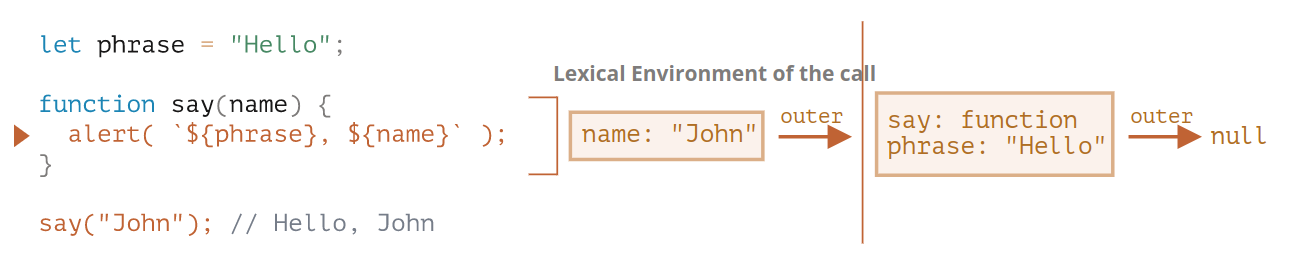 let phrase = "Hello";
function say(name) {
  alert( `${phrase}, ${name}` );
}
say("John"); // Hello, John
Lexical Environment of the call
name: "John"
outer
say: function
phrase: "Hello"
outer
null